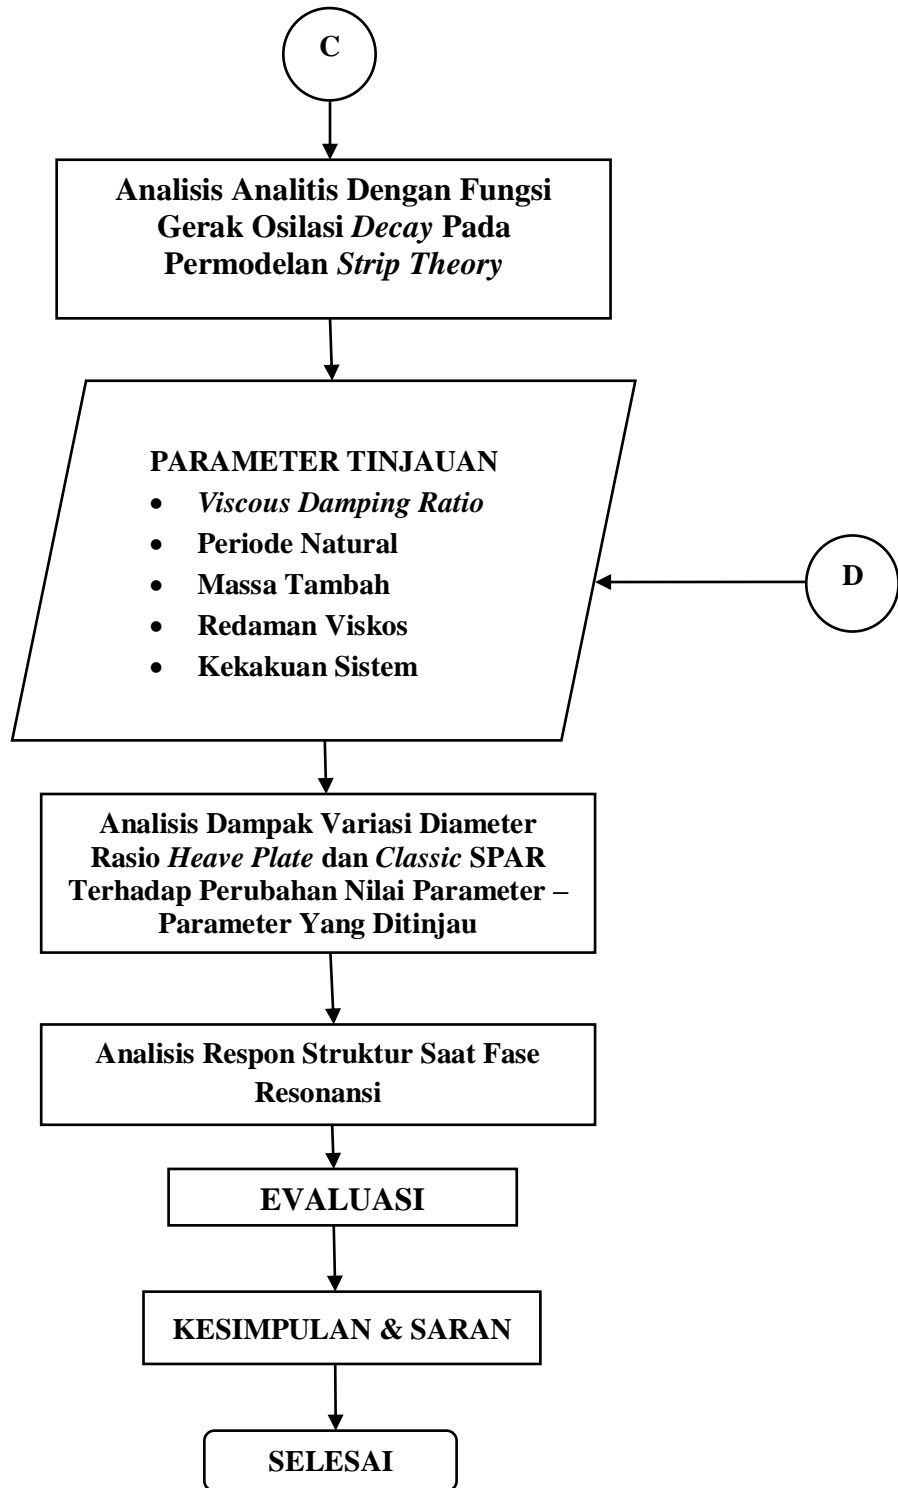 C
Analisis Analitis Dengan Fungsi
Gerak Osilasi Decay Pada
Permodelan Strip Theory
PARAMETER TINJAUAN
• Viscous Damping Ratio
• Periode Natural
• Massa Tambah
• Redaman Viskos
• Kekakuan Sistem
D
Analisis Dampak Variasi Diameter
Rasio Heave Plate dan Classic SPAR
Terhadap Perubahan Nilai Parameter –
Parameter Yang Ditinjau
Analisis Respon Struktur Saat Fase
Resonansi
EVALUASI
KESIMPULAN & SARAN
SELESAI